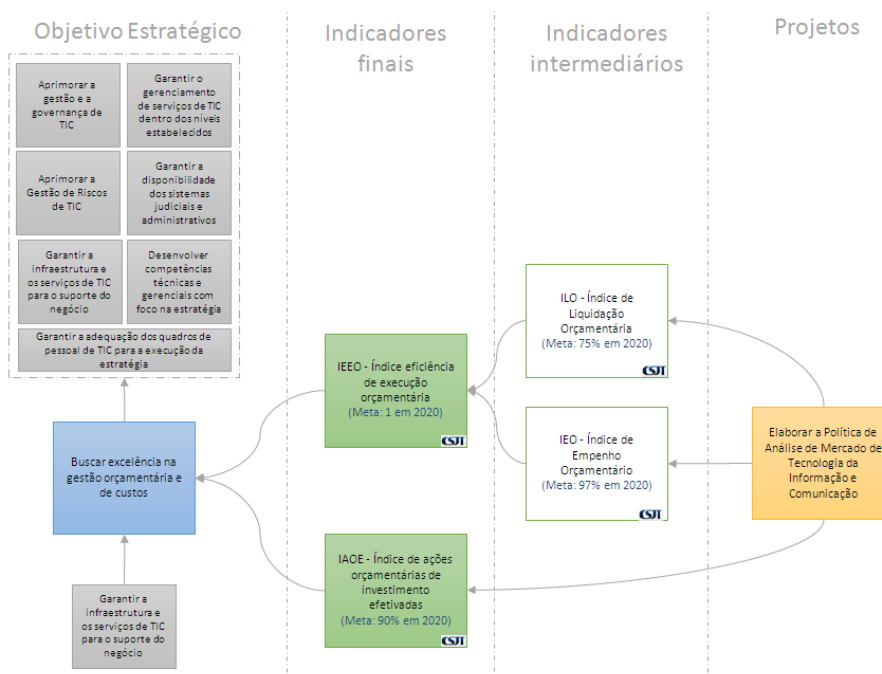 Objetivo Estratégico
Indicadores
finais
Indicadores
intermediários
Projetos
Aprimorar a
gestão e a
governança de
TIC
Garantir o
gerenciamento
de serviços de TIC
dentro dos níveis
estabelecidos
Aprimorar a
Gestão de Riscos
de TIC
Garantir a
disponibilidade
dos sistemas
judiciais e
administrativos
Garantir a
infraestrutura e
os serviços de TIC
para o suporte do
negócio
Desenvolver
competências
técnicas e
gerenciais com
foco na estratégia
Garantir a adequação dos quadros de
pessoal de TIC para a execução da
estratégia
Buscar excelência na
gestão orçamentária e
de custos
Garantir a
infraestrutura e
os serviços de TIC
para o suporte do
negócio
IEEO - Índice eficiência
de execução
orçamentária
(Meta: 1 em 2020)
CSJT
IAOE - Índice de ações
orçamentárias de
investimento
efetivadas
(Meta: 90% em 2020)
CSJT
ILO - Índice de
Liquidação
Orçamentária
(Meta: 75% em 2020)
CSJT
IEO - Índice de
Empenho
Orçamentário
(Meta: 97% em 2020)
CSJT
Elaborar a Política de
Análise de Mercado de
Tecnologia da
Informação e
Comunicação